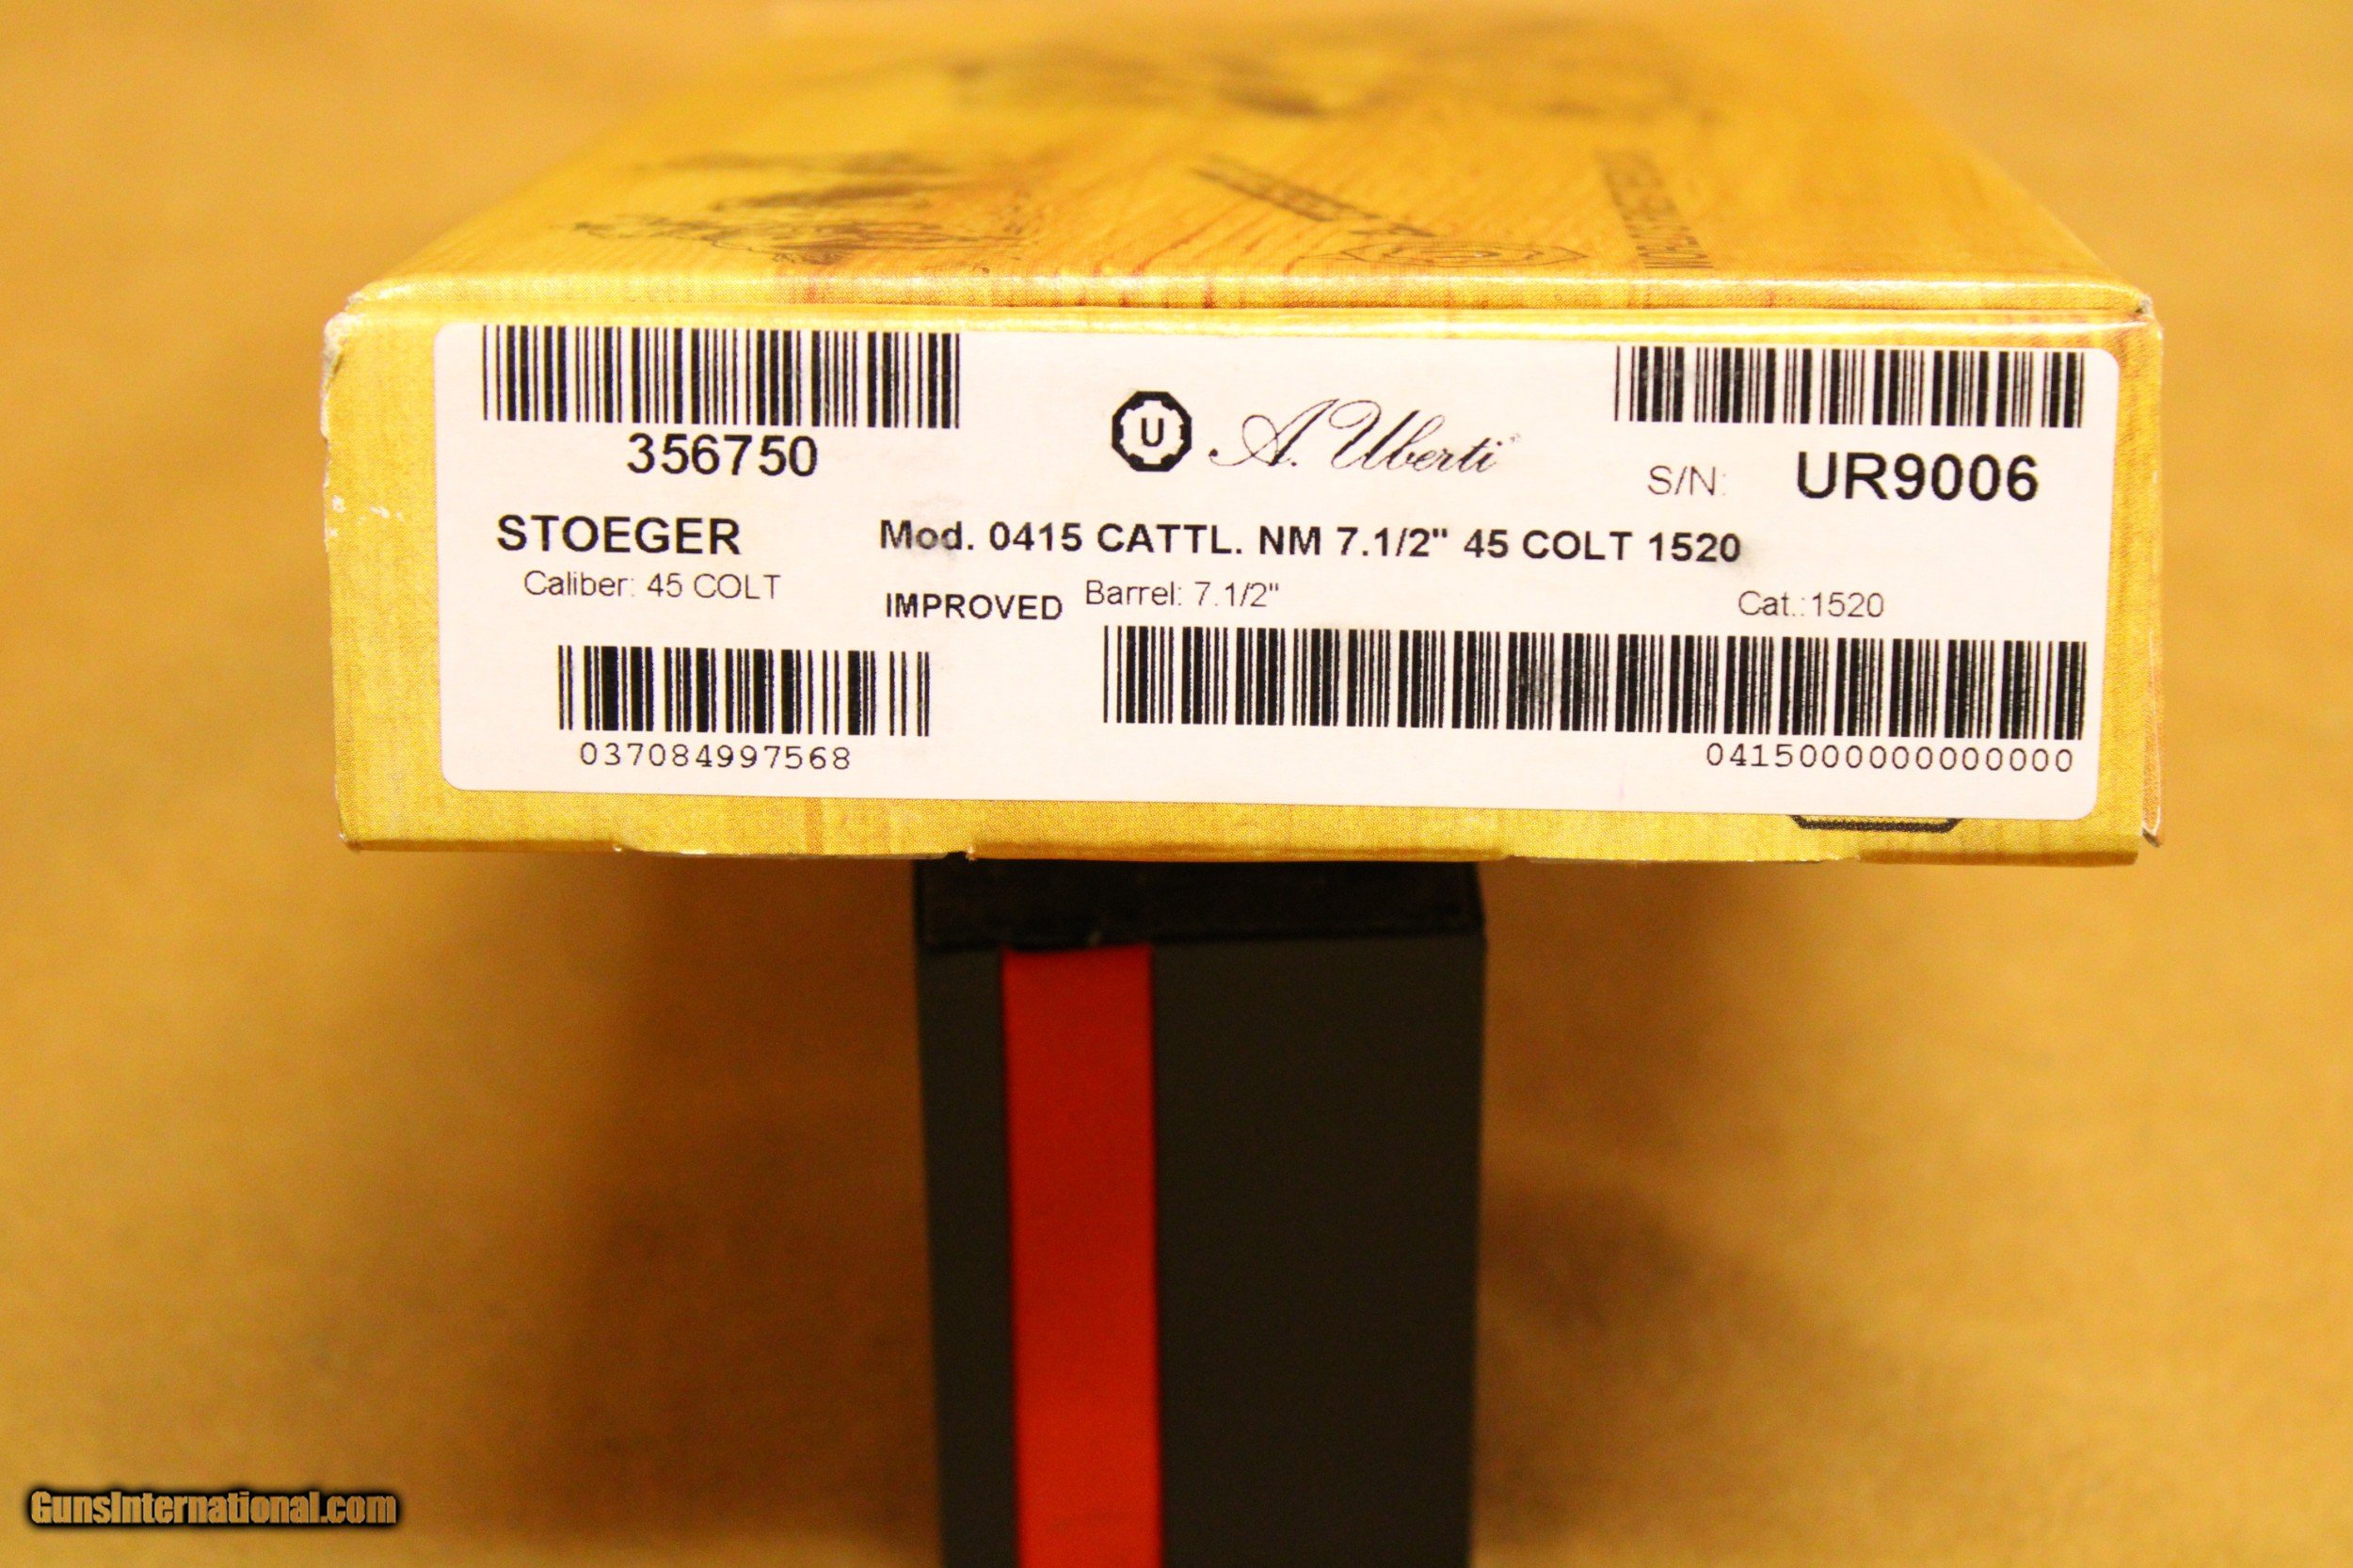 356750
U A. Uberti
S/N: UR9006
STOEGER
Mod. 0415 CATTL. NM 7.1/2" 45 COLT 1520
Caliber: 45 COLT
IMPROVED Barrel: 7.1/2"
Cat.:1520
037084997568
0415000000000000
GunsInternational.com